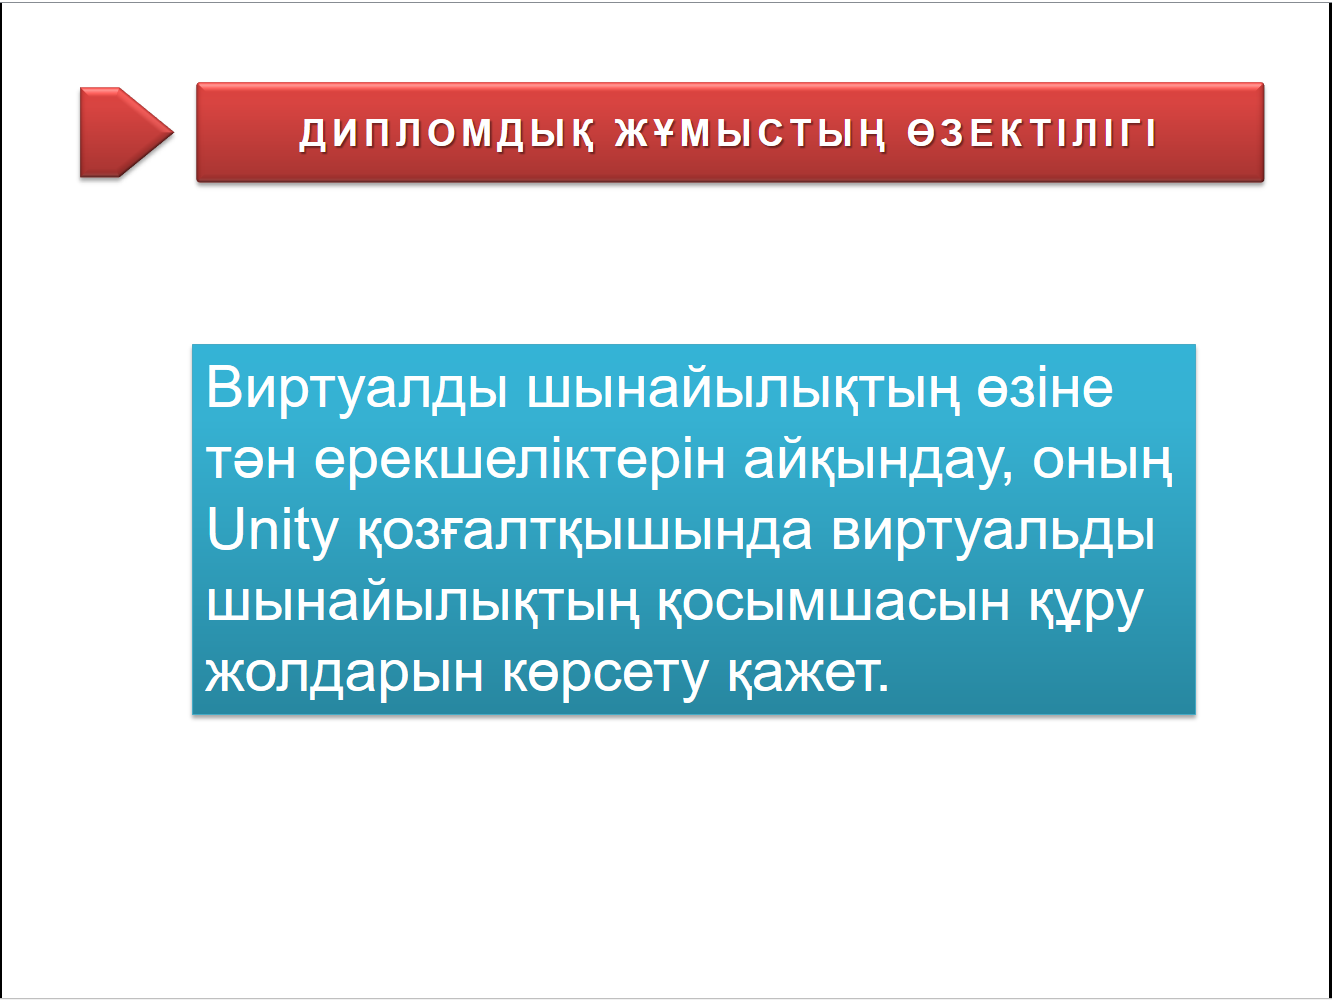 ДИПЛОМДЫҚ ЖҰМЫСТЫҢ ӨЗЕКТІЛІГІ
Виртуалды шынайылықтың өзіне
тән ерекшеліктерін айқындау, оның
Unity қозғалтқышында виртуальды
шынайылықтың қосымшасын құру
жолдарын көрсету қажет.